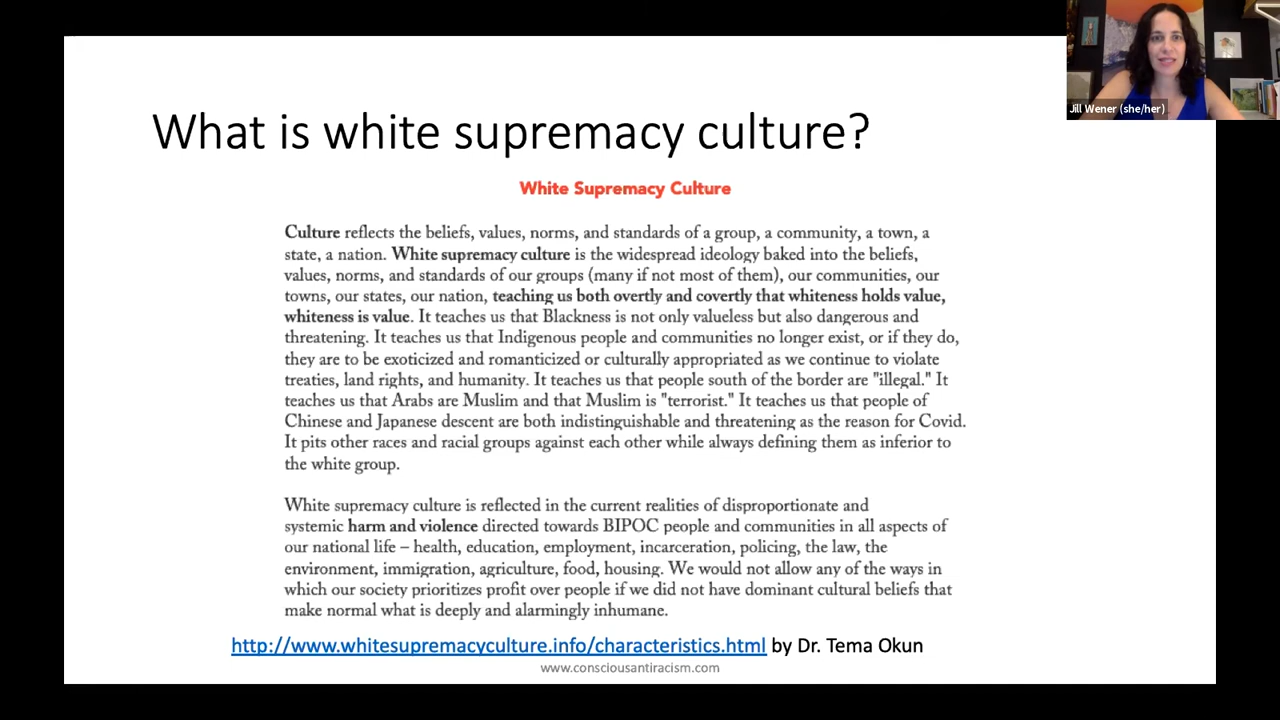 Jill Wener (she/her)
What is white supremacy culture?
White Supremacy Culture
Culture reflects the beliefs, values, norms, and standards of a group, a community, a town, a
state, a nation. White supremacy culture is the widespread ideology baked into the beliefs,
values, norms, and standards of our groups (many if not most of them), our communities, our
towns, our states, our nation, teaching us both overtly and covertly that whiteness holds value,
whiteness is value. It teaches us that Blackness is not only valueless but also dangerous and
threatening. It teaches us that Indigenous people and communities no longer exist, or if they do,
they are to be exoticized and romanticized or culturally appropriated as we continue to violate
treaties, land rights, and humanity. It teaches us that people south of the border are "illegal." It
teaches us that Arabs are Muslim and that Muslim is "terrorist." It teaches us that people of
Chinese and Japanese descent are both indistinguishable and threatening as the reason for Covid.
It pits other races and racial groups against each other while always defining them as inferior to
the white group.
White supremacy culture is reflected in the current realities of disproportionate and
systemic harm and violence directed towards BIPOC people and communities in all aspects of
our national life – health, education, employment, incarceration, policing, the law, the
environment, immigration, agriculture, food, housing. We would not allow any of the ways in
which our society prioritizes profit over people if we did not have dominant cultural beliefs that
make normal what is deeply and alarmingly inhumane.
http://www.whitesupremacyculture.info/characteristics.html by Dr. Tema Okun
www.consciousantiracism.com